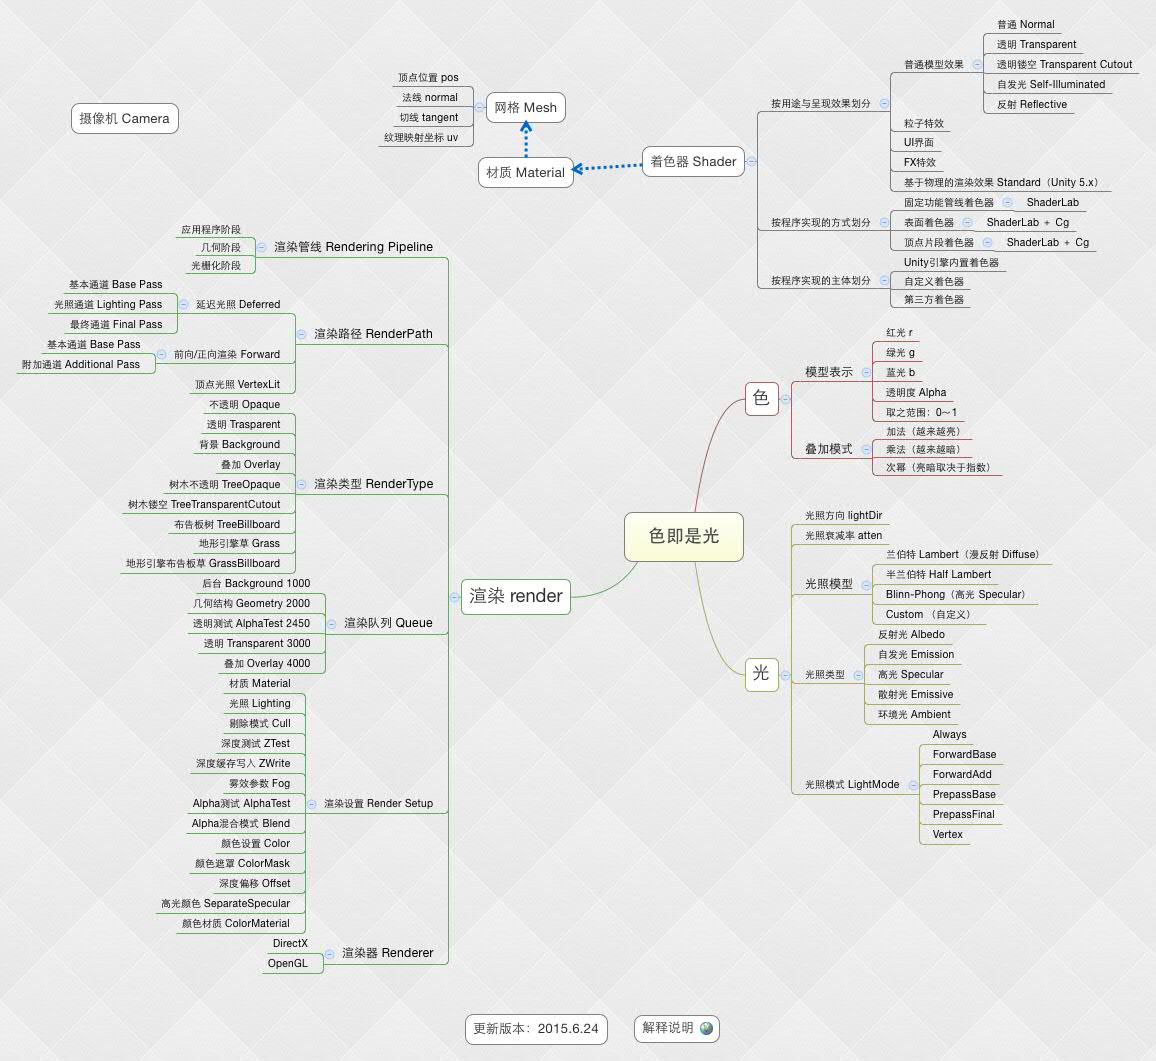 摄像机 Camera
顶点位置 pos
法线 normal
切线 tangent
纹理映射坐标 uv
网格 Mesh
材质 Material
着色器 Shader
按用途与呈现效果划分
普通模型效果
普通 Normal
透明 Transparent
透明镂空 Transparent Cutout
自发光 Self-Illuminated
反射 Reflective
粒子特效
UI界面
FX特效
基于物理的渲染效果 Standard（Unity 5.x）
按程序实现的方式划分
固定功能管线着色器
ShaderLab
表面着色器
ShaderLab + Cg
顶点片段着色器
ShaderLab + Cg
按程序实现的主体划分
Unity引擎内置着色器
自定义着色器
第三方着色器
色即是光
色
模型表示
红光 r
绿光 g
蓝光 b
透明度 Alpha
取之范围：0～1
叠加模式
加法（越来越亮）
乘法（越来越暗）
次幂（亮暗取决于指数）
光
光照方向 lightDir
光照衰减率 atten
光照模型
兰伯特 Lambert（漫反射 Diffuse）
半兰伯特 Half Lambert
Blinn-Phong（高光 Specular）
Custom （自定义）
光照类型
反射光 Albedo
自发光 Emission
高光 Specular
散射光 Emissive
环境光 Ambient
光照模式 LightMode
Always
ForwardBase
ForwardAdd
PrepassBase
PrepassFinal
Vertex
渲染 render
渲染管线 Rendering Pipeline
应用程序阶段
几何阶段
光栅化阶段
渲染路径 RenderPath
延迟光照 Deferred
基本通道 Base Pass
光照通道 Lighting Pass
最终通道 Final Pass
前向/正向渲染 Forward
基本通道 Base Pass
附加通道 Additional Pass
顶点光照 VertexLit
渲染类型 RenderType
不透明 Opaque
透明 Trasparent
背景 Background
叠加 Overlay
树木不透明 TreeOpaque
树木镂空 TreeTransparentCutout
布告板树 TreeBillboard
地形引擎草 Grass
地形引擎布告板草 GrassBillboard
渲染队列 Queue
后台 Background 1000
几何结构 Geometry 2000
透明测试 AlphaTest 2450
透明 Transparent 3000
叠加 Overlay 4000
渲染设置 Render Setup
材质 Material
光照 Lighting
剔除模式 Cull
深度测试 ZTest
深度缓存写入 ZWrite
雾效参数 Fog
Alpha测试 AlphaTest
Alpha混合模式 Blend
颜色设置 Color
颜色遮罩 ColorMask
深度偏移 Offset
高光颜色 SeparateSpecular
颜色材质 ColorMaterial
渲染器 Renderer
DirectX
OpenGL
更新版本：2015.6.24
解释说明